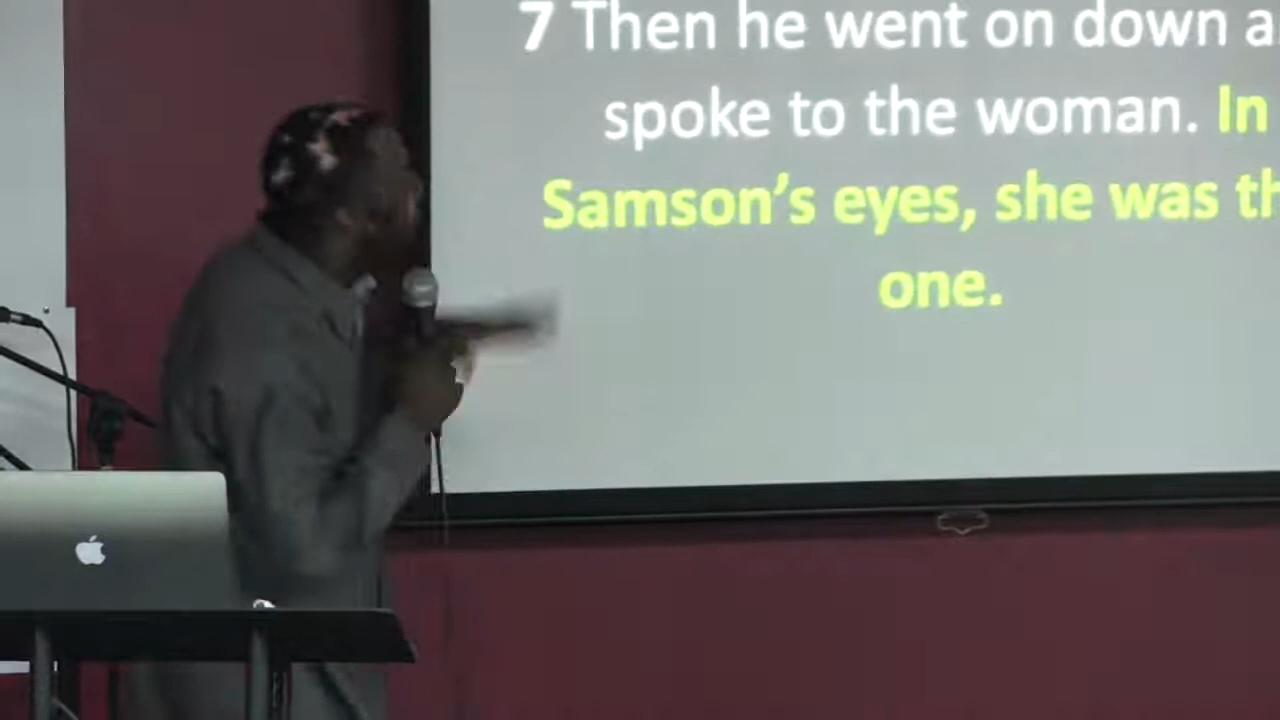 7 Then he went on down a
spoke to the woman. In
Samson's eyes, she was th
one.